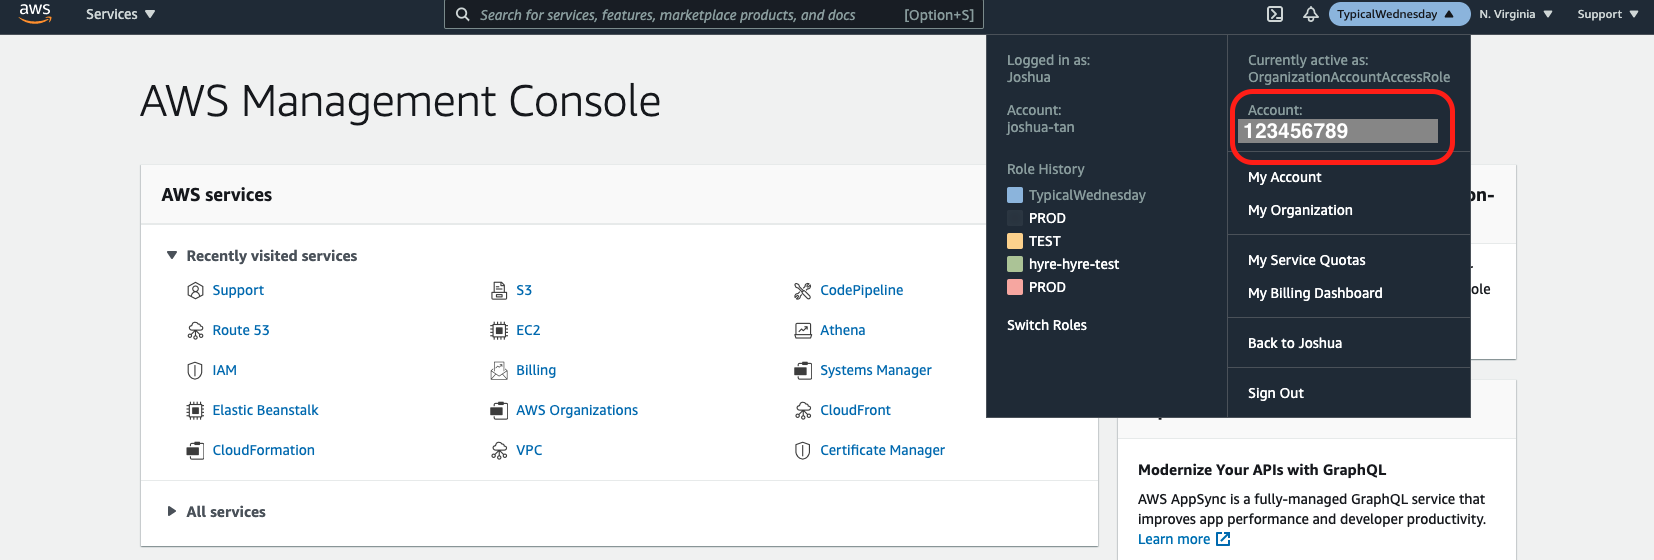 aws
Services
Search for services, features, marketplace products, and docs [Option+S]
TypicalWednesday
N. Virginia
Support
Logged in as:
Joshua
Account:
joshua-tan
Role History
TypicalWednesday
PROD
TEST
hyre-hyre-test
PROD
Switch Roles
Currently active as:
OrganizationAccountAccessRole
Account:
123456789
My Account
My Organization
My Service Quotas
My Billing Dashboard
Back to Joshua
Sign Out
AWS Management Console
AWS services
Recently visited services
Support
S3
CodePipeline
Route 53
EC2
Athena
IAM
Billing
Systems Manager
Elastic Beanstalk
AWS Organizations
CloudFront
CloudFormation
VPC
Certificate Manager
All services
on-
ole
Modernize Your APIs with GraphQL
AWS AppSync is a fully-managed GraphQL service that
improves app performance and developer productivity.
Learn more